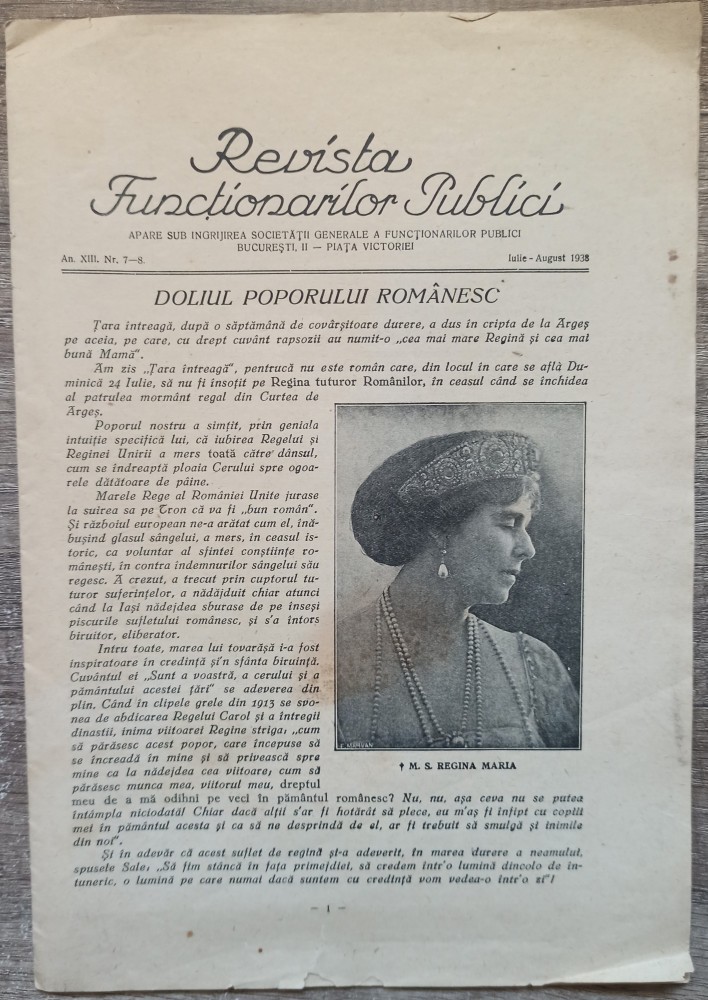 Revista
Funcționarilor Publici
APARE SUB INGRIJIREA SOCIETĂȚII GENERALE A FUNCȚIONARILOR PUBLICI
BUCUREȘTI, II — PIAȚA VICTORIEI
An. XIII. Nr. 7—8.
Iulie - August 1938
DOLIUL POPORULUI ROMÂNESC
Țara întreagă, după o săptămână de covârșitoare durere, a dus în cripta de la Argeș
pe aceia, pe care, cu drept cuvânt rapsozii au numit-o „cea mai mare Regină și cea mai
bună Mamă".
Am zis „Țara întreagă", pentrucă nu este român care, din locul în care se află Du-
minică 24 Iulie, să nu fi însoțit pe Regina tuturor Românilor, în ceasul când se închidea
al patrulea mormânt regal din Curtea de
Argeș.
Poporul nostru a simțit, prin geniala
intuiție specifică lui, că iubirea Regelui și
Reginei Unirii a mers toată către dânsul,
cum se îndreaptă ploaia Cerului spre ogoa-
rele dătătoare de pâine.
Marele Rege al României Unite jurase
la suirea sa pe Tron că va fi „bun român".
Și războiul european ne-a arătat cum el, înă-
bușind glasul sângelui, a mers, în ceasul is-
toric, ca voluntar al sfintei conștiințe ro-
mânești, în contra îndemnurilor sângelui său
regesc. A crezut, a trecut prin cuptorul tu-
turor suferințelor, a nădăjduit chiar atunci
când la Iași nădejdea sburase de pe înseși
piscurile sufletului românesc, și s'a întors
biruitor, eliberator.
Intru toate, marea lui tovarășă i-a fost
inspiratoare în credință și'n sfânta biruință.
Cuvântul ei „Sunt a voastră, a cerului și a
pământului acestei țări" se adeverea din
plin. Când în clipele grele din 1913 se svo-
nea de abdicarea Regelui Carol și a întregii
dinastii, inima viitoarei Regine striga: „cum
să părăsesc acest popor, care începuse să
se încreadă în mine și să privească spre
mine ca la nădejdea cea viitoare; cum să
părăsesc munca mea, viitorul meu, dreptul
meu de a mă odihni pe veci în pământul românesc? Nu, nu, așa ceva nu se putea
întâmpla niciodată! Chiar dacă alții s'ar fi hotărât să plece, eu m'aș fi înfipt cu copiii
mei în pământul acesta și ca să ne desprindă de el, ar fi trebuit să smulgă și inimile
din noi".
Și în adevăr că acest suflet de regină și-a adeverit, în marea durere a neamului,
spusele Sale: „Să fim stâncă în fața primejdiei, să credem într'o lumină dincolo de în-
tuneric, o lumină pe care numai dacă suntem cu credință vom vedea-o într'o zi"!
F. MANDAN
† M. S. REGINA MARIA
— 1 —